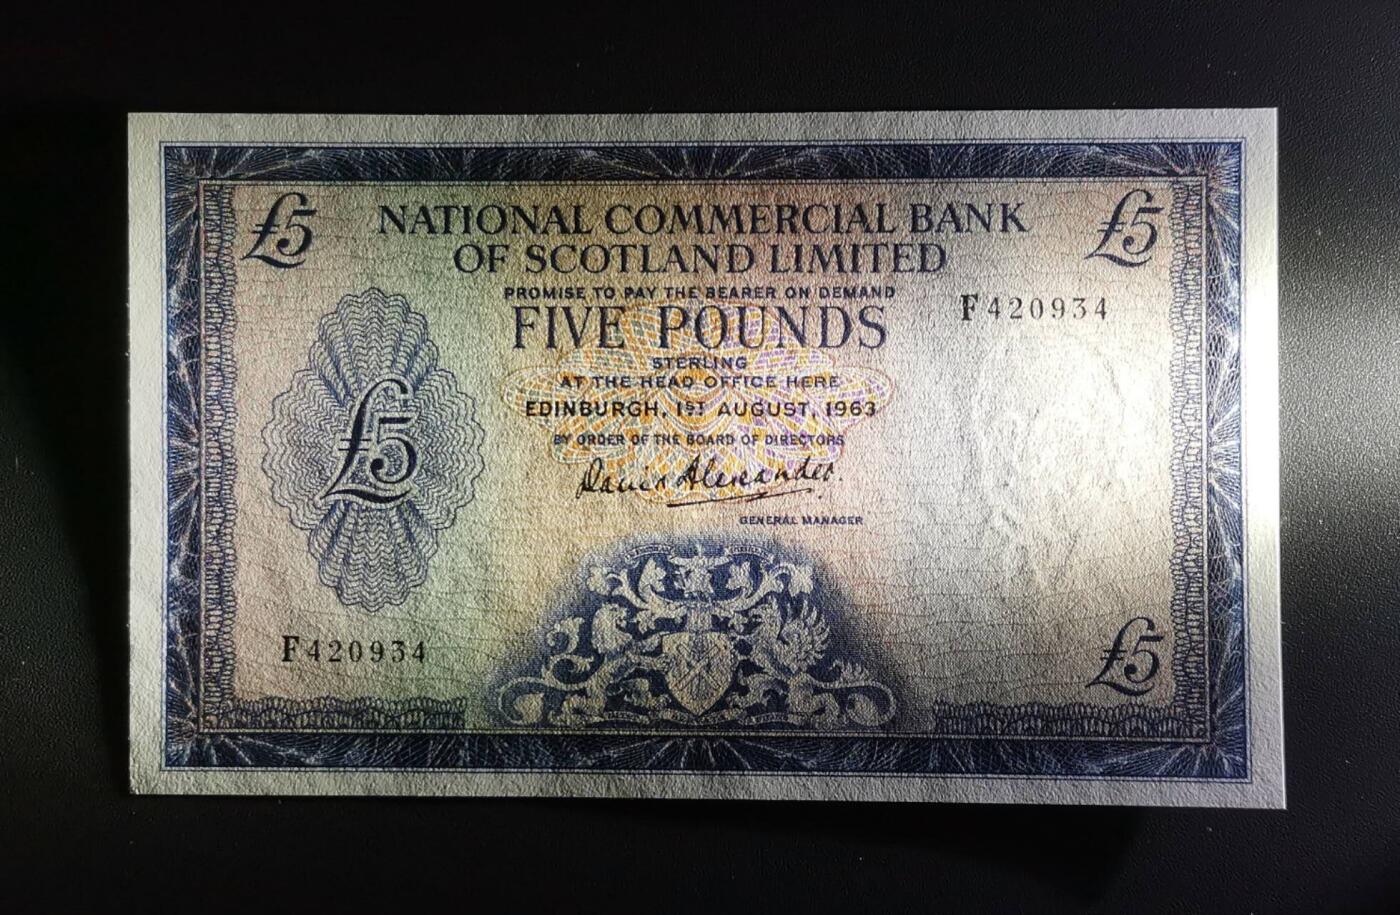 £5
£5
NATIONAL COMMERCIAL BANK
OF SCOTLAND LIMITED
PROMISE TO PAY THE BEARER ON DEMAND
F 420934
FIVE POUNDS
STERLING
AT THE HEAD OFFICE HERE
EDINBURGH, 1ST AUGUST, 1963
BY ORDER OF THE BOARD OF DIRECTORS
£5
David Alexander.
GENERAL MANAGER
F 420934
£5